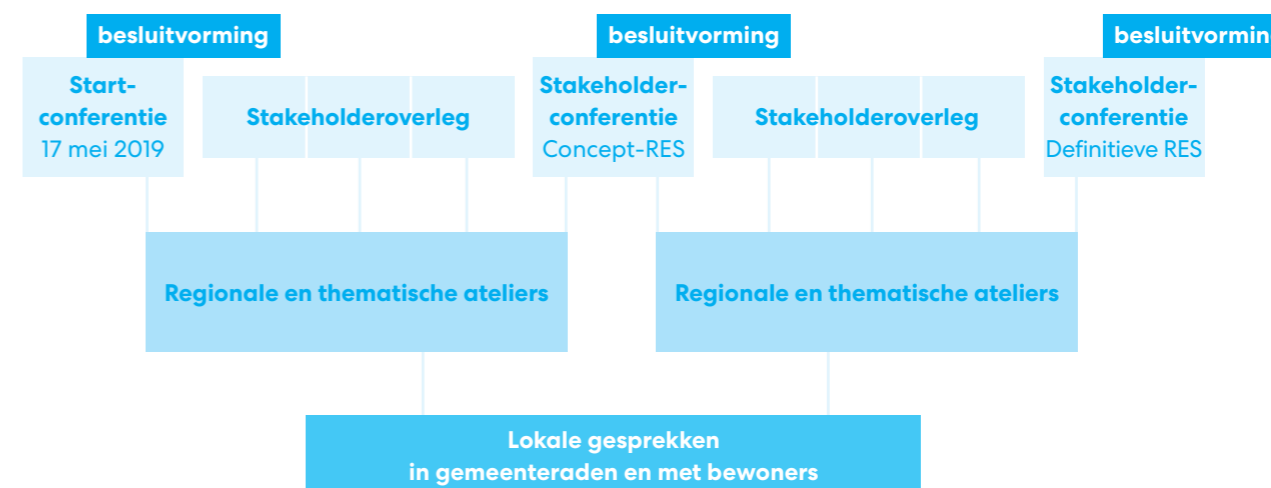 besluitvorming
besluitvorming
besluitvormin
Start-
conferentie
17 mei 2019
Stakeholderoverleg
Stakeholder-
conferentie
Concept-RES
Stakeholderoverleg
Stakeholder-
conferentie
Definitieve RES
Regionale en thematische ateliers
Regionale en thematische ateliers
Lokale gesprekken
in gemeenteraden en met bewoners